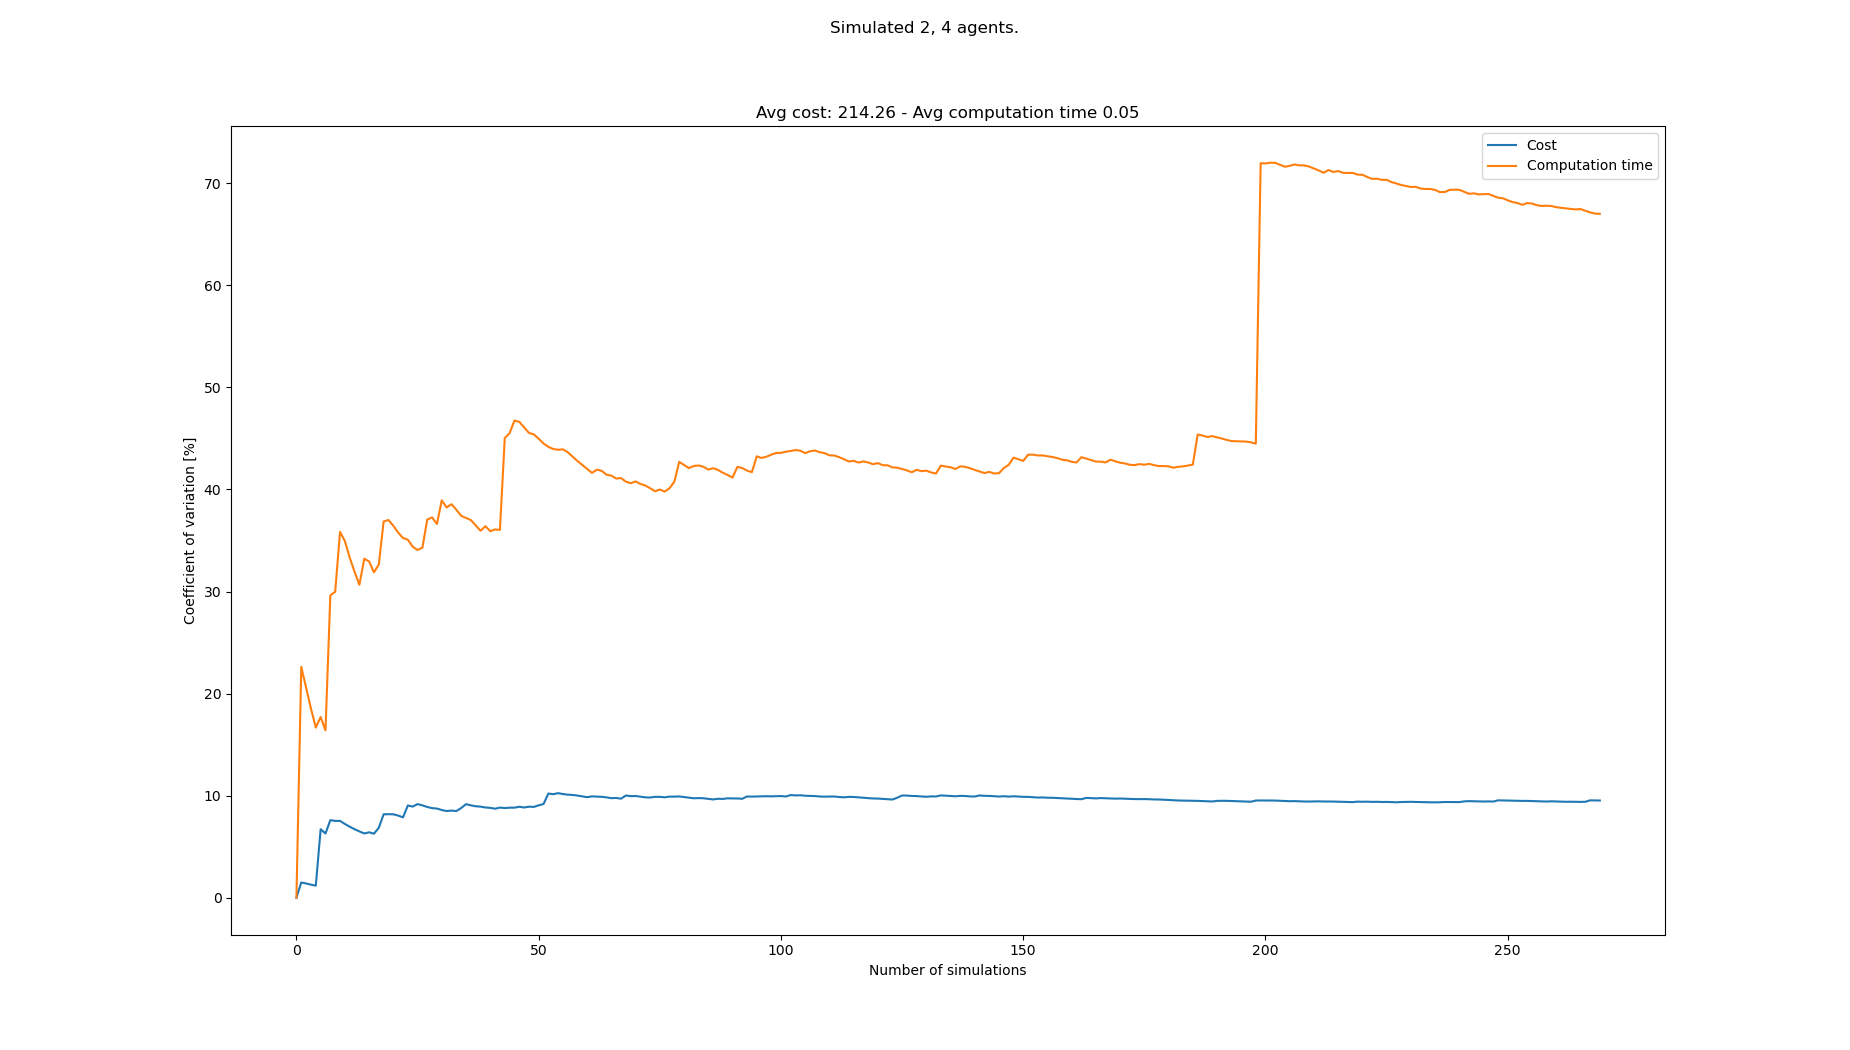 Simulated 2, 4 agents.
Avg cost: 214.26 - Avg computation time 0.05
Cost
Computation time
70
60
50
40
30
20
10
0
Coefficient of variation [%]
0 50 100 150 200 250
Number of simulations